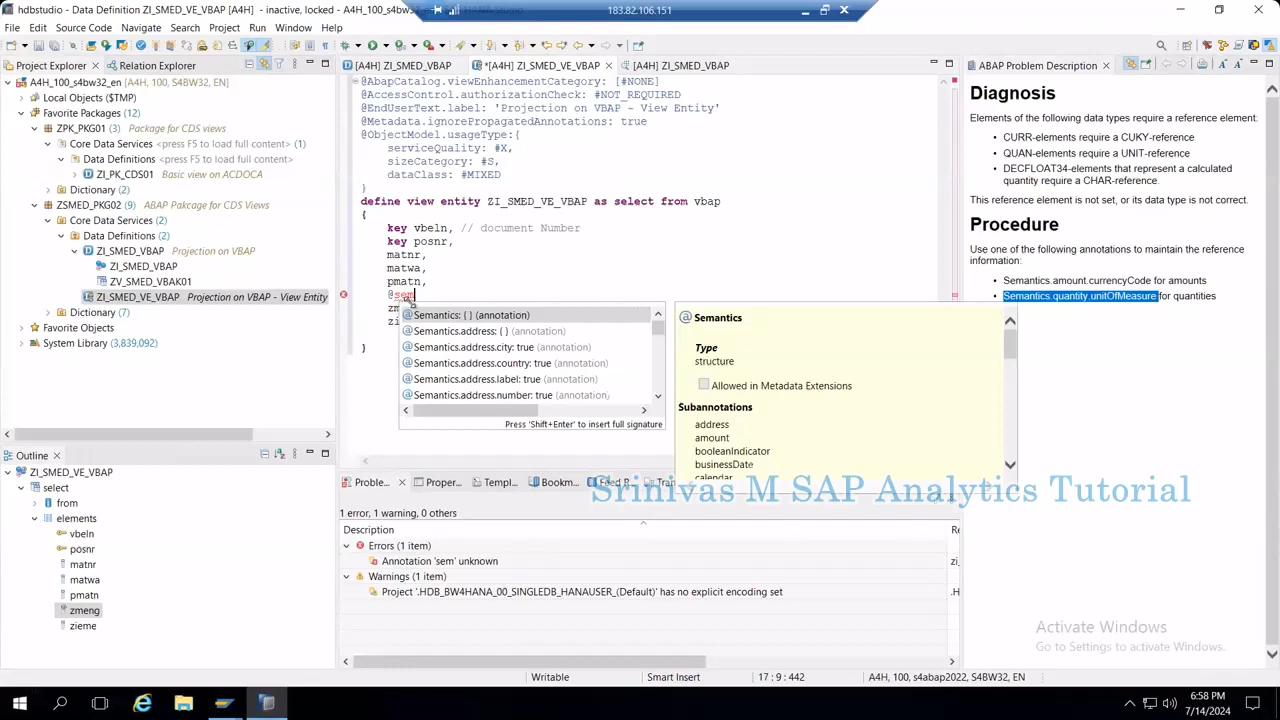 hdbstudio - Data Definition ZI_SMED_VE_VBAP [A4H] - inactive, locked - A4H_100_s4bw32_en
183.82.106.151
File Edit Source Code Navigate Search Project Run Window Help
Project Explorer
Relation Explorer
[A4H] ZI_SMED_VBAP
*[A4H] ZI_SMED_VE_VBAP
[A4H] ZI_SMED_VBAP
ABAP Problem Description
A4H_100_s4bw32_en [A4H, 100, S4BW32, EN]
Local Objects ($TMP)
Favorite Packages (12)
ZPK_PKG01 (3) Package for CDS views
Core Data Services <press F5 to load full content> (1)
Data Definitions <press F5 to load full content>
ZI_PK_CDS01 Basic view on ACDOCA
Dictionary (2)
ZSMED_PKG02 (9) ABAP Pakcage for CDS Views
Core Data Services (2)
Data Definitions (2)
ZI_SMED_VBAP Projection on VBAP
ZI_SMED_VBAP
ZV_SMED_VBAK01
ZI_SMED_VE_VBAP Projection on VBAP - View Entity
Dictionary (7)
Favorite Objects
System Library (3,839,092)
@AbapCatalog.viewEnhancementCategory: [#NONE]
@AccessControl.authorizationCheck: #NOT_REQUIRED
@EndUserText.label: 'Projection on VBAP - View Entity'
@Metadata.ignorePropagatedAnnotations: true
@ObjectModel.usageType:{
serviceQuality: #X,
sizeCategory: #S,
dataClass: #MIXED
}
define view entity ZI_SMED_VE_VBAP as select from vbap
{
key vbeln, // document Number
key posnr,
matnr,
matwa,
pmatn,
@sem
}
Semantics: { } (annotation)
Semantics.address: { } (annotation)
Semantics.address.city: true (annotation)
Semantics.address.country: true (annotation)
Semantics.address.label: true (annotation)
Semantics.address.number: true (annotation)
Press 'Shift+Enter' to insert full signature
Semantics
Type
structure
Allowed in Metadata Extensions
Subannotations
address
amount
booleanIndicator
businessDate
calendar
Diagnosis
Elements of the following data types require a reference element:
• CURR-elements require a CUKY-reference
• QUAN-elements require a UNIT-reference
• DECFLOAT34-elements that represent a calculated
quantity require a CHAR-reference.
This reference element is not set, or its data type is not correct.
Procedure
Use one of the following annotations to maintain the reference
information:
• Semantics.amount.currencyCode for amounts
• Semantics.quantity.unitOfMeasure for quantities
Outline
ZI_SMED_VE_VBAP
select
from
elements
vbeln
posnr
matnr
matwa
pmatn
zmeng
zieme
Proble... Proper... Templ... Bookm... Feed R...
Srinivas M SAP Analytics Tutorial
1 error, 1 warning, 0 others
Description
Errors (1 item)
Annotation 'sem' unknown
Warnings (1 item)
Project '.HDB_BW4HANA_00_SINGLEDB_HANAUSER_(Default)' has no explicit encoding set
Activate Windows
Go to Settings to activate Windows.
Writable
Smart Insert
17 : 9 : 442
A4H, 100, s4abap2022, S4BW32, EN
6:58 PM
7/14/2024